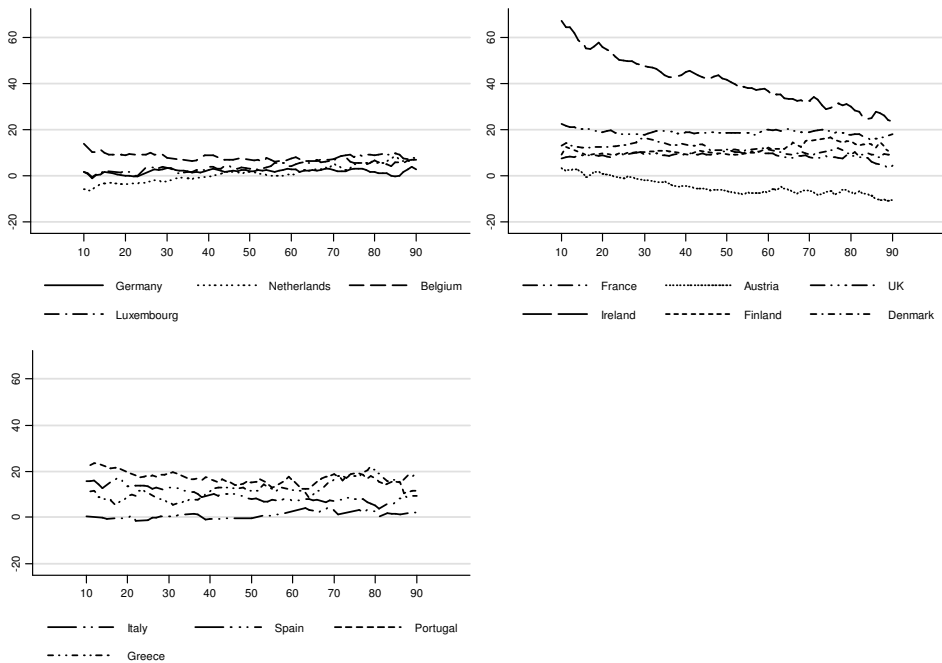 60
40
20
0
-20
10 20 30 40 50 60 70 80 90
Germany Netherlands Belgium
Luxembourg
60
40
20
0
-20
10 20 30 40 50 60 70 80 90
France Austria UK
Ireland Finland Denmark
60
40
20
0
-20
10 20 30 40 50 60 70 80 90
Italy Spain Portugal
Greece